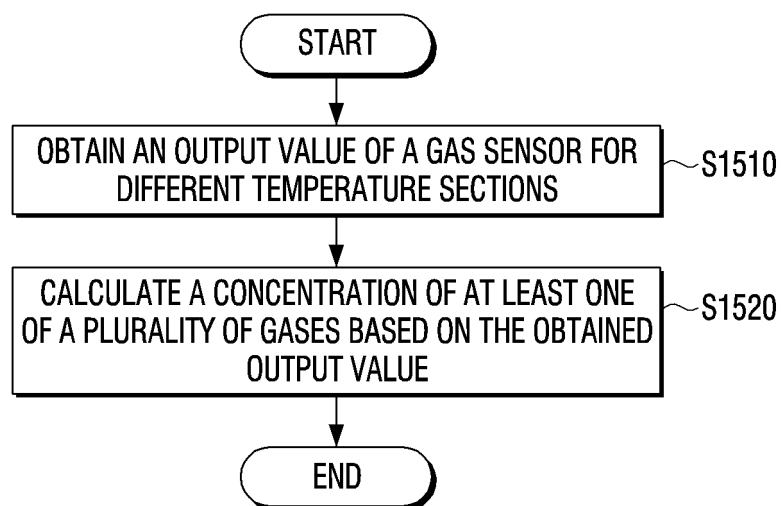 START
OBTAIN AN OUTPUT VALUE OF A GAS SENSOR FOR
DIFFERENT TEMPERATURE SECTIONS
S1510
CALCULATE A CONCENTRATION OF AT LEAST ONE
OF A PLURALITY OF GASES BASED ON THE OBTAINED
OUTPUT VALUE
S1520
END